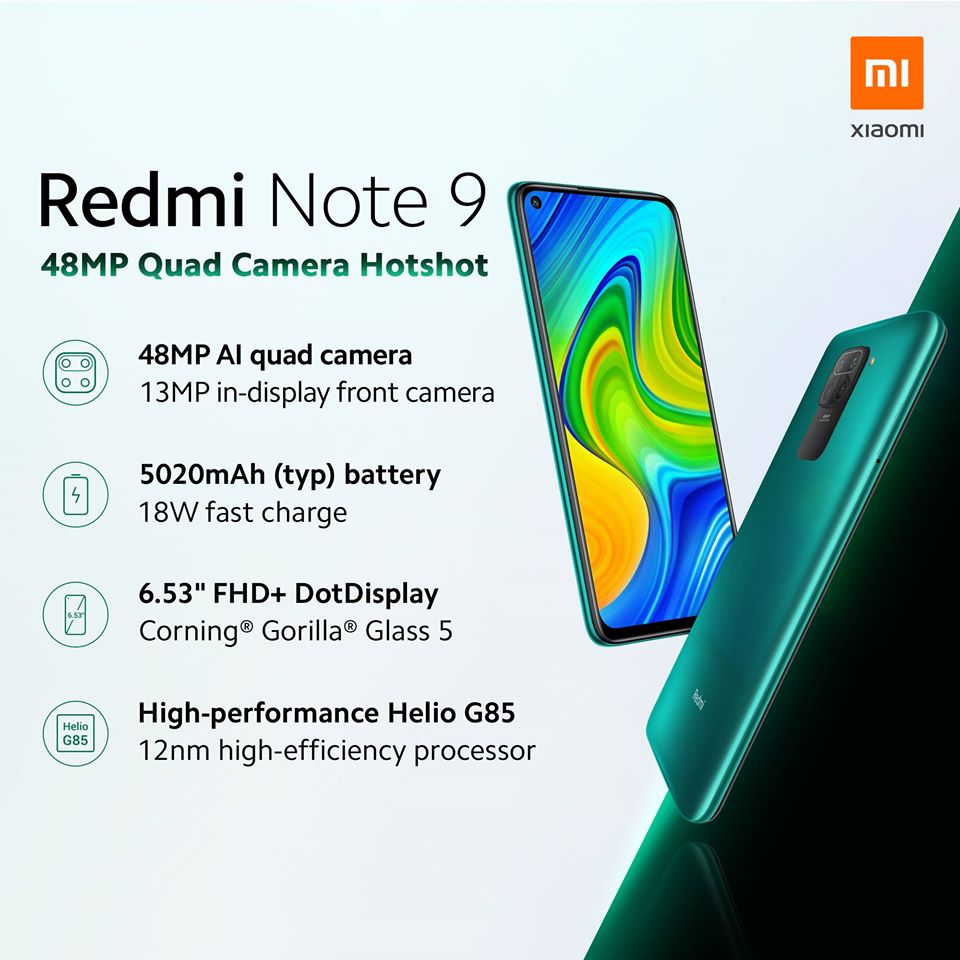 mi
xiaomi
Redmi Note 9
48MP Quad Camera Hotshot
48MP AI quad camera
13MP in-display front camera
5020mAh (typ) battery
18W fast charge
6.53"
6.53" FHD+ DotDisplay
Corning® Gorilla® Glass 5
Helio
G85
High-performance Helio G85
12nm high-efficiency processor
Redmi